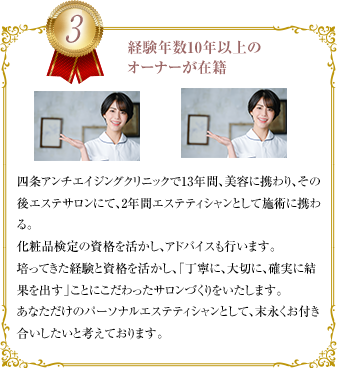 3
経験年数10年以上の
オーナーが在籍
四条アンチエイジングクリニックで13年間、美容に携わり、その
後エステサロンにて、2年間エステティシャンとして施術に携わ
る。
化粧品検定の資格を活かし、アドバイスも行います。
培ってきた経験と資格を活かし、「丁寧に、大切に、確実に結
果を出す」ことにこだわったサロンづくりをいたします。
あなただけのパーソナルエステティシャンとして、末永くお付き
合いしたいと考えております。